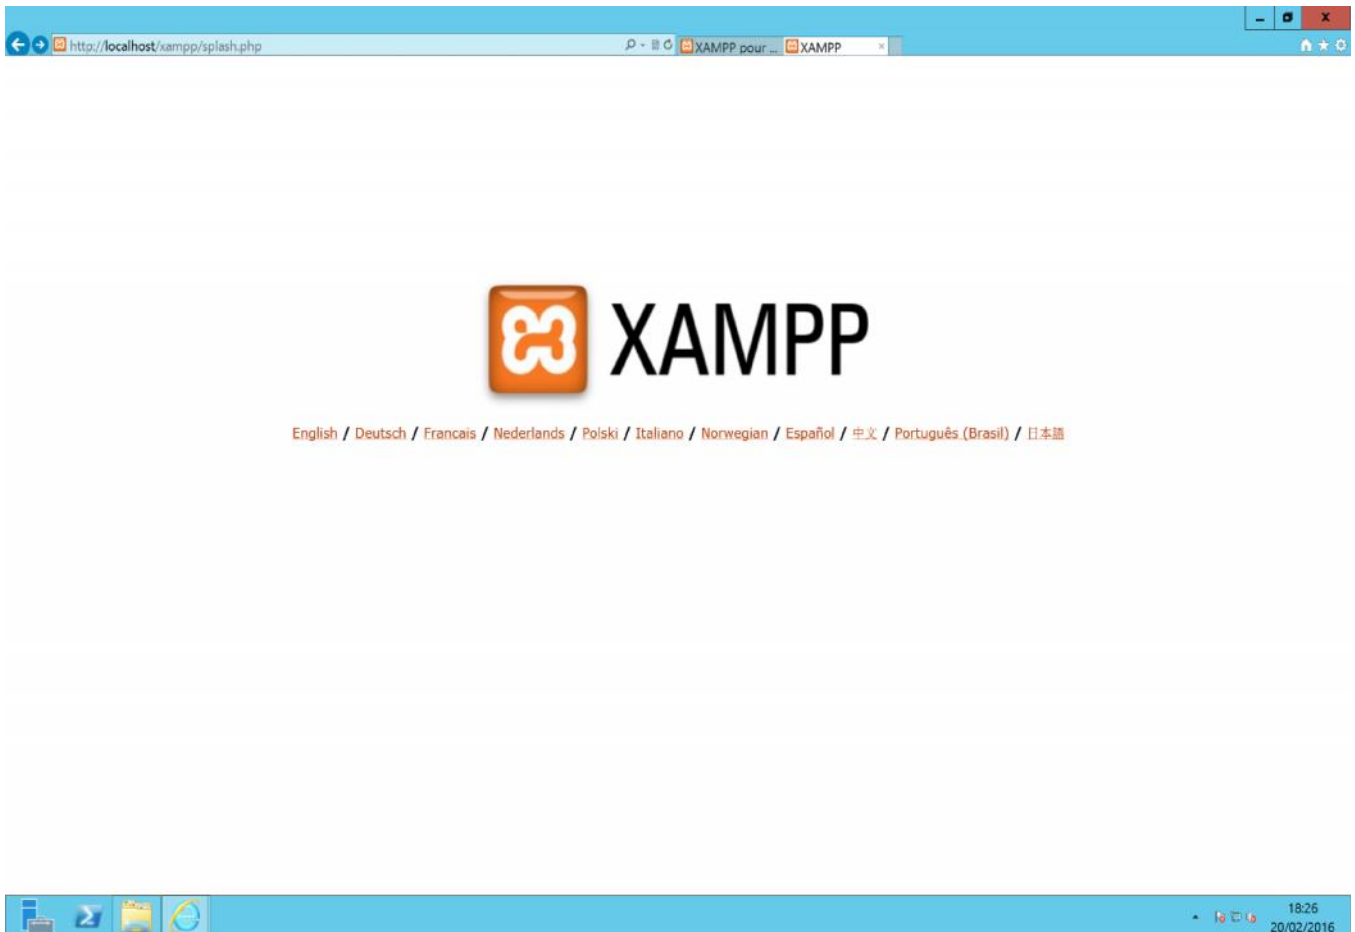 http://localhost/xampp/splash.php XAMPP pour ... XAMPP
XAMPP
English / Deutsch / Francais / Nederlands / Polski / Italiano / Norwegian / Español / 中文 / Português (Brasil) / 日本語
18:26
20/02/2016